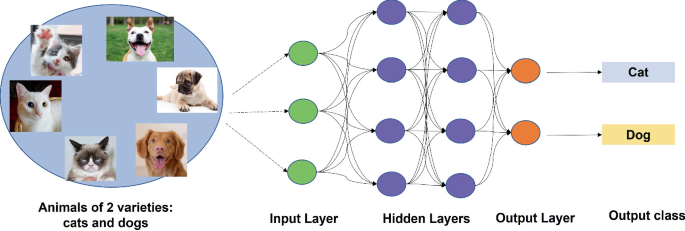 Cat
Dog
Animals of 2 varieties:
cats and dogs
Input Layer
Hidden Layers
Output Layer
Output class